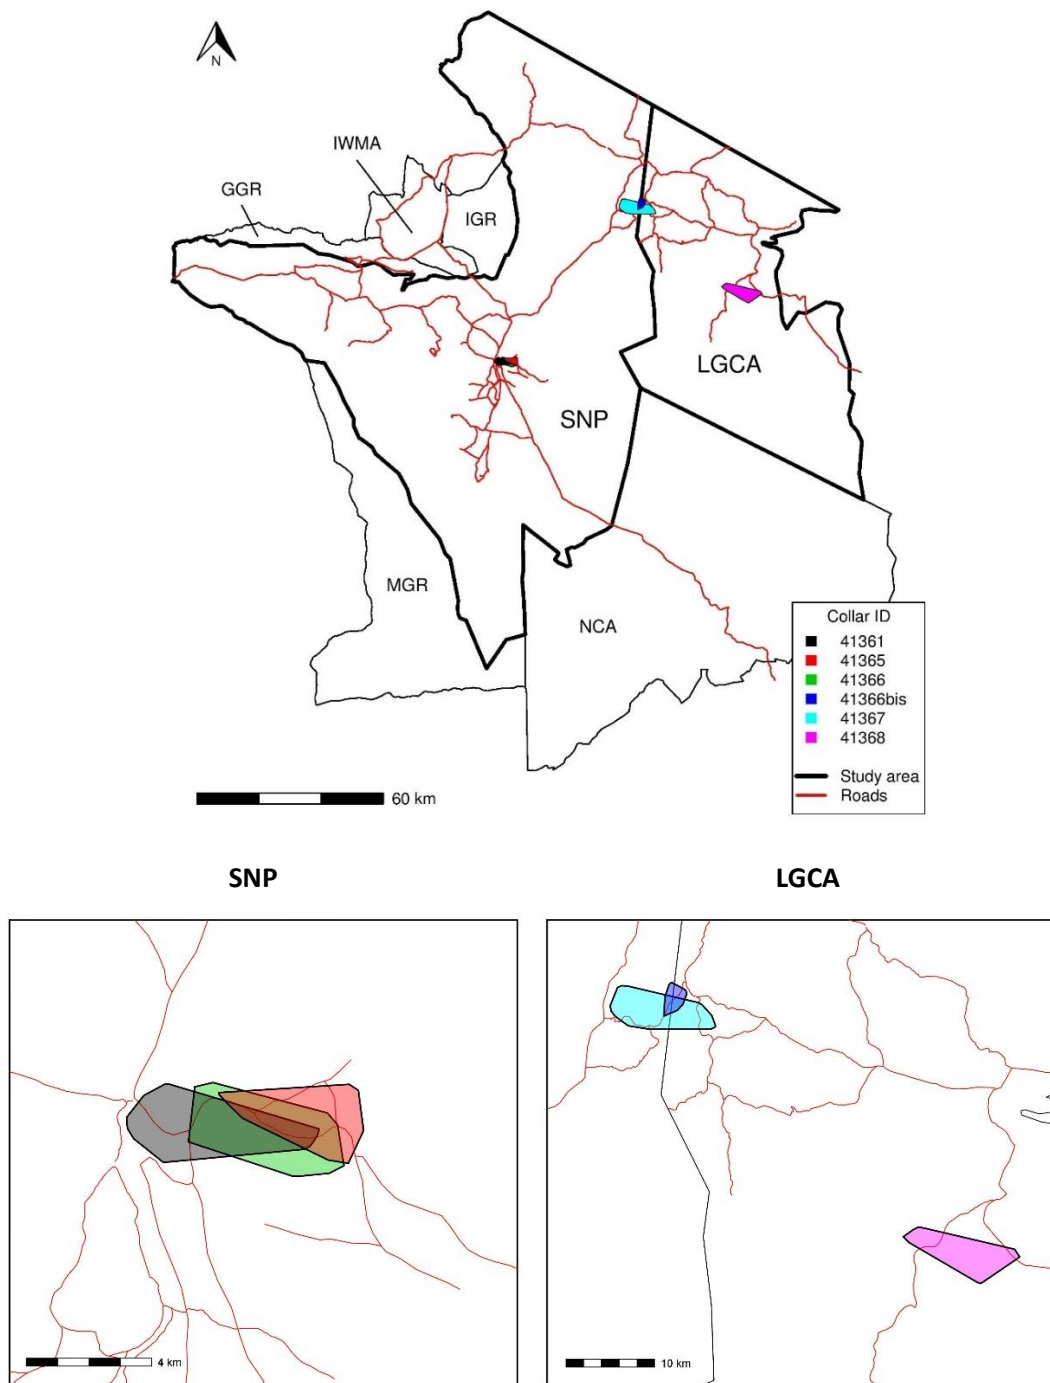 N
IWMA
GGR
IGR
LGCA
SNP
MGR
NCA
Collar ID
41361
41365
41366
41366bis
41367
41368
Study area
Roads
60 km
SNP
LGCA
4 km
10 km